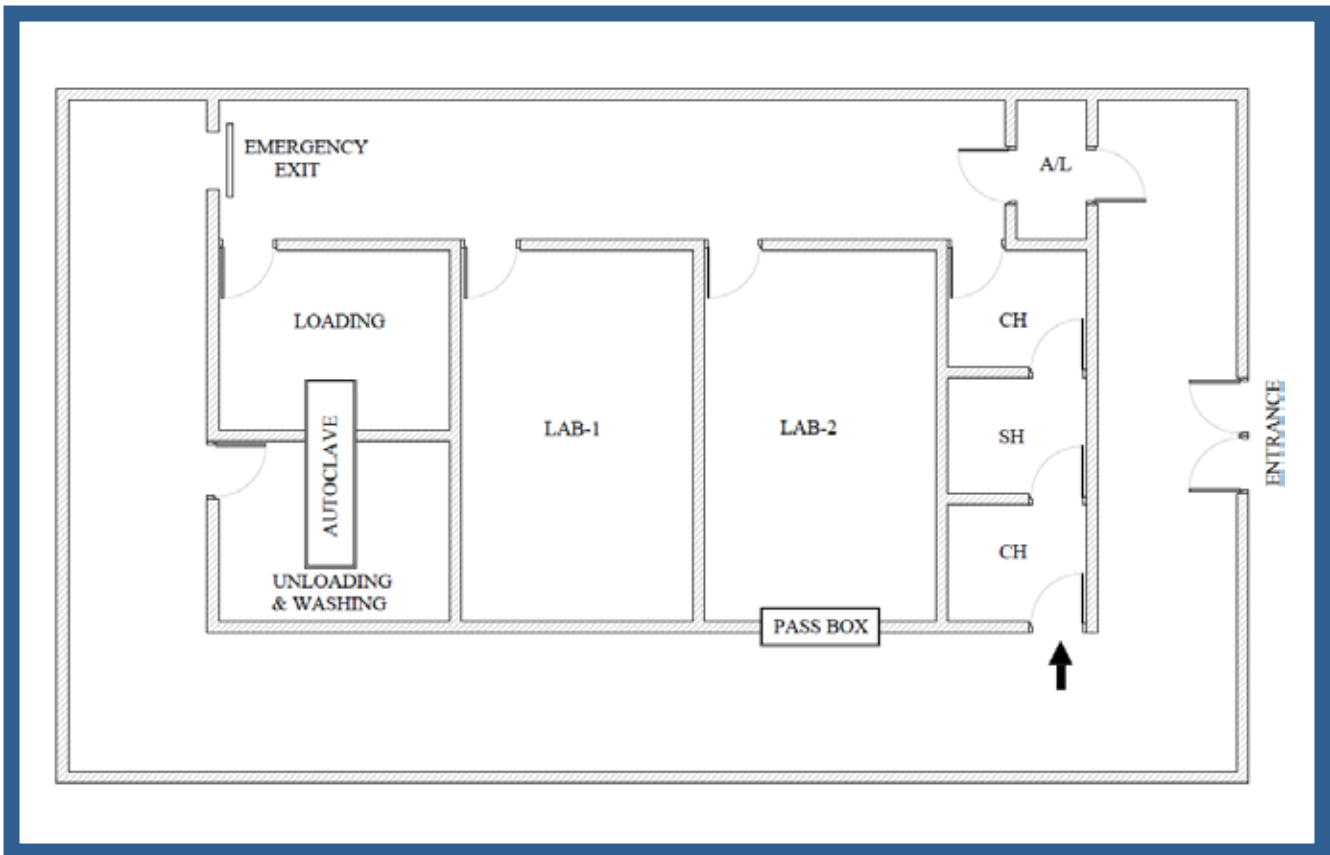 EMERGENCY
EXIT
A/L
LOADING
CH
ENTRANCE
AUTOCLAVE
LAB-1
LAB-2
SH
CH
UNLOADING
& WASHING
PASS BOX